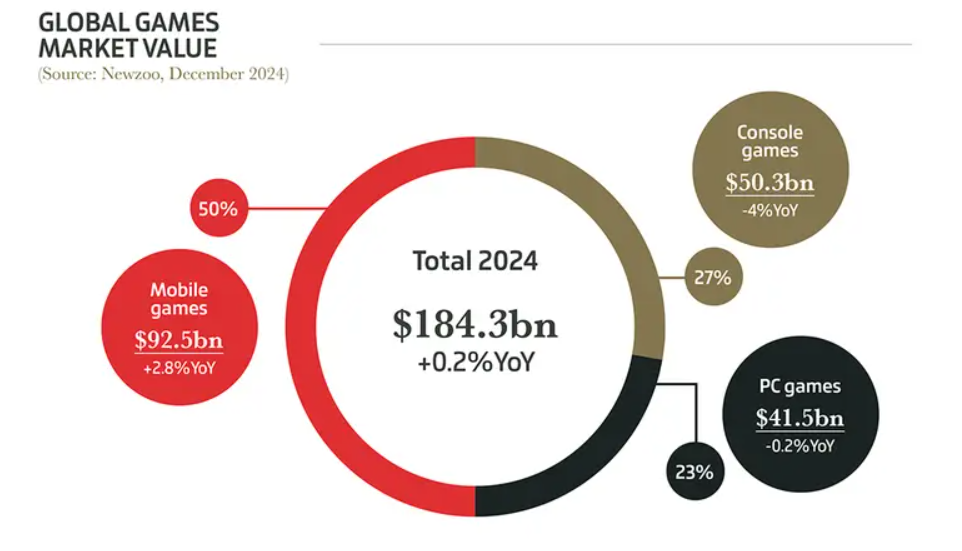 GLOBAL GAMES
MARKET VALUE
(Source: Newzoo, December 2024)
Console
games
$50.3bn
-4%YoY
50%
27%
Mobile
games
$92.5bn
+2.8%YoY
Total 2024
$184.3bn
+0.2%YoY
PC games
$41.5bn
-0.2%YoY
23%